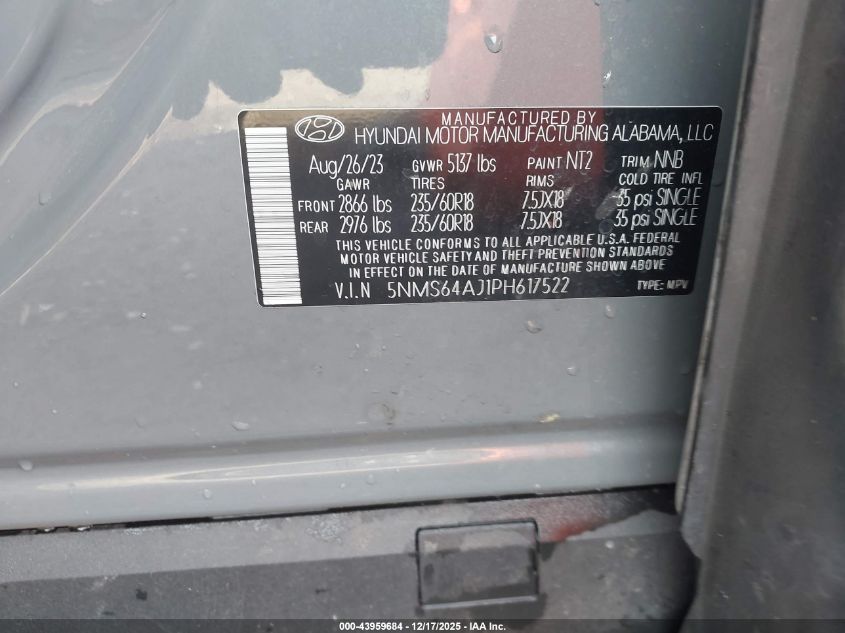 MANUFACTURED BY
HYUNDAI MOTOR MANUFACTURING ALABAMA, LLC
Aug/26/23 GVWR 5137 lbs PAINT NT2 TRIM NNB
GAWR TIRES RIMS COLD TIRE INFL
FRONT 2866 lbs 235/60R18 7.5JX18 35 psi SINGLE
REAR 2976 lbs 235/60R18 7.5JX18 35 psi SINGLE
THIS VEHICLE CONFORMS TO ALL APPLICABLE U.S.A. FEDERAL
MOTOR VEHICLE SAFETY AND THEFT PREVENTION STANDARDS
IN EFFECT ON THE DATE OF MANUFACTURE SHOWN ABOVE
V.I.N 5NMS64AJ1PH617522 TYPE: MPV
000-43959684 - 12/17/2025 - IAA Inc.